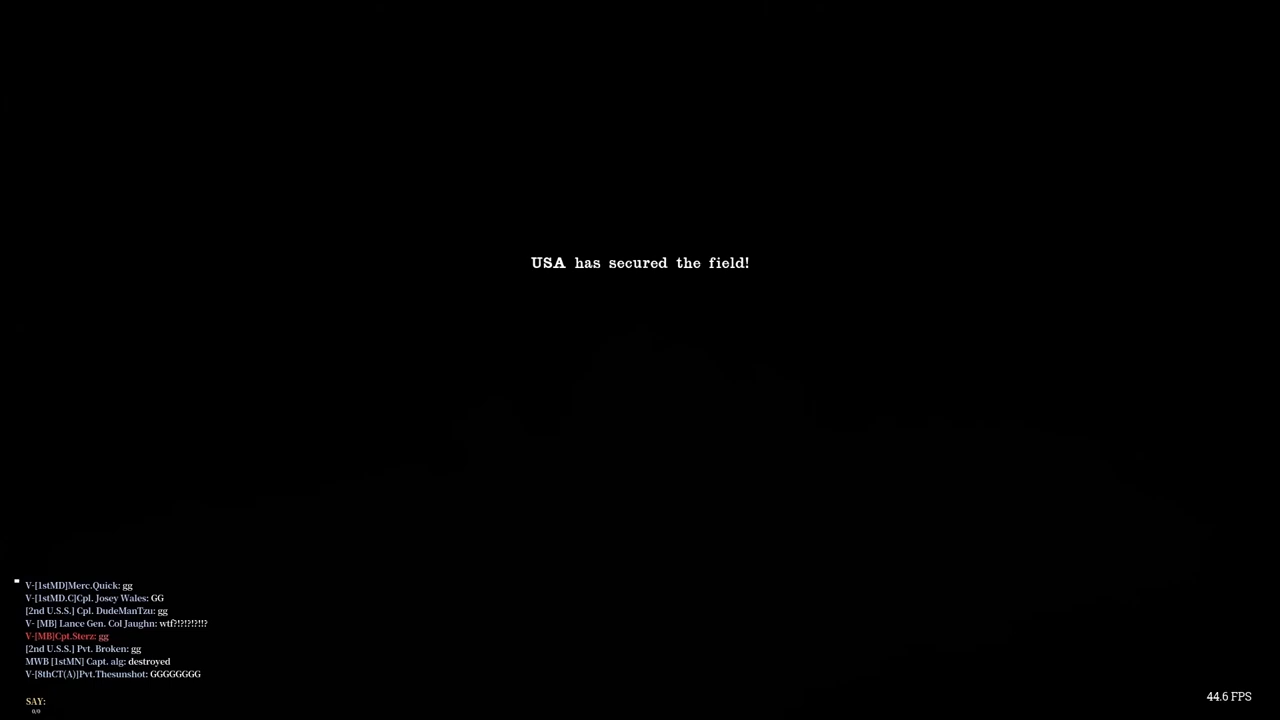 USA has secured the field!
V-[1stMD]Merc.Quick: gg
V-[1stMD.C]Cpl. Josey Wales: GG
[2nd U.S.S.] Cpl. DudeManTzu: gg
V- [MB] Lance Gen. Col Jaughn: wtf?!?!?!?!!?
V-[MB]Cpt.Sterz: gg
[2nd U.S.S.] Pvt. Broken: gg
MWB [1stMN] Capt. alg: destroyed
V-[8thCT(A)]Pvt.Thesunshot: GGGGGGGG
SAY:
0/0
44.6 FPS